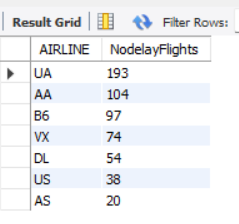 Result Grid Filter Rows:
AIRLINE NodelayFlights
UA 193
AA 104
B6 97
VX 74
DL 54
US 38
AS 20